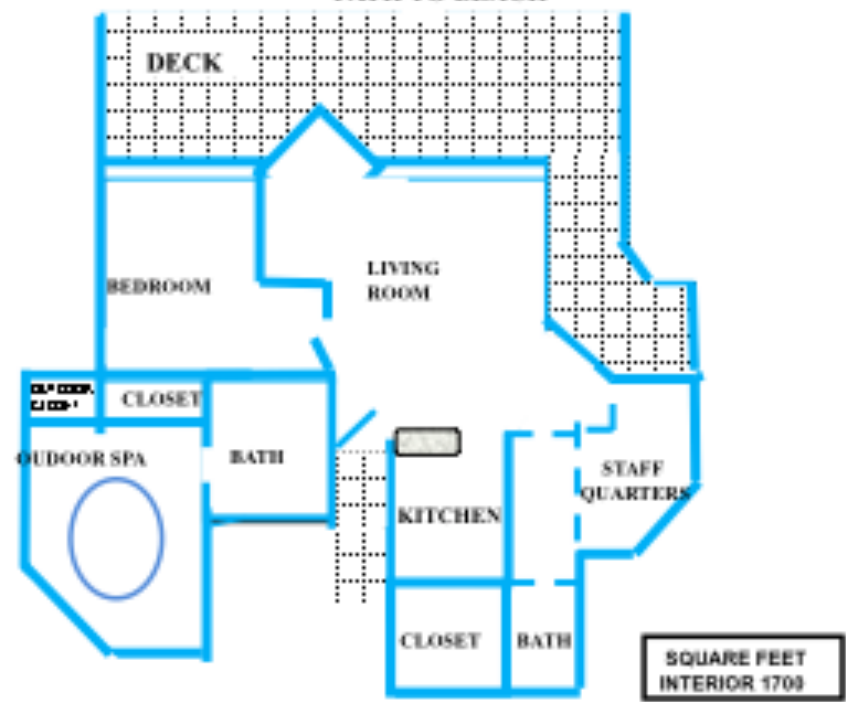 DECK
LIVING
ROOM
BEDROOM
CLOSET
OUDOOR SPA
BATH
STAFF
QUARTERS
KITCHEN
CLOSET
BATH
SQUARE FEET
INTERIOR 1700